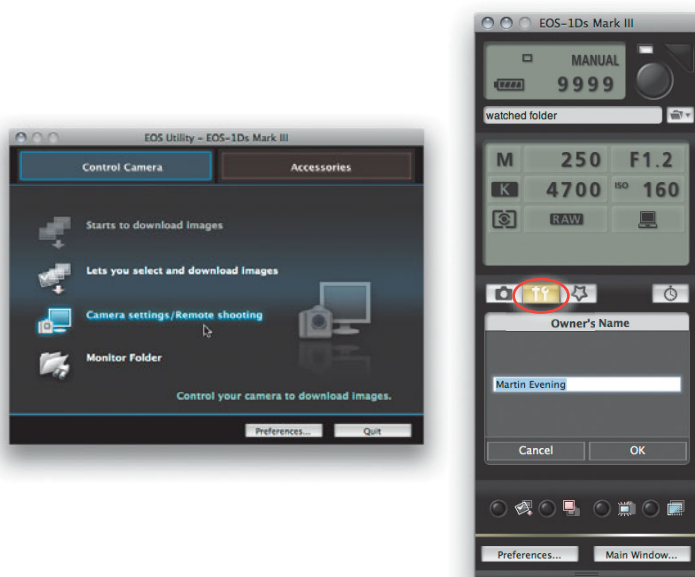 EOS Utility – EOS-1Ds Mark III
Control Camera
Accessories
Starts to download images
Lets you select and download images
Camera settings/Remote shooting
Monitor Folder
Control your camera to download images.
Preferences...
Quit
EOS-1Ds Mark III
MANUAL
9999
watched folder
M 250 F1.2
K 4700 ISO 160
RAW
Owner's Name
Martin Evening
Cancel
OK
Preferences...
Main Window...